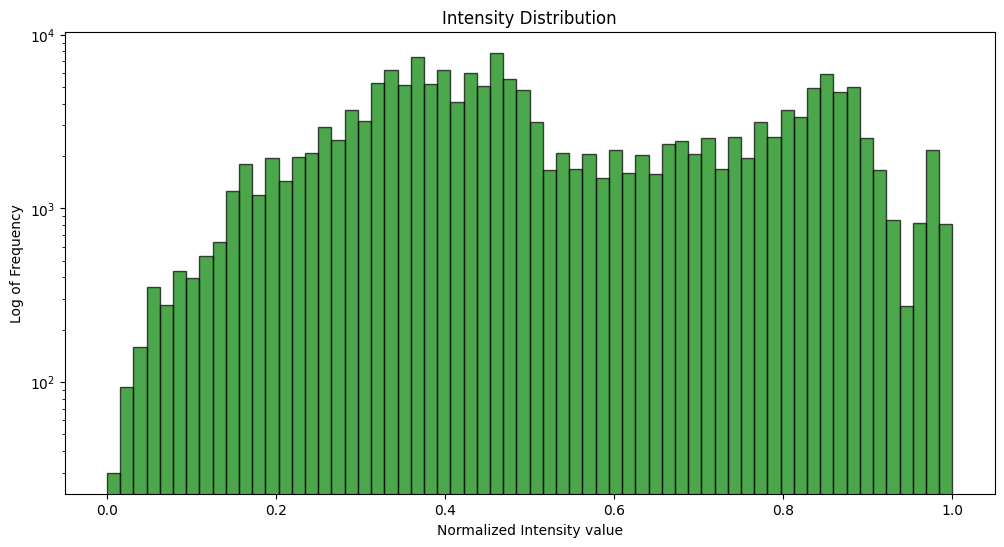 Intensity Distribution
Log of Frequency
10⁴
10³
10²
0.0 0.2 0.4 0.6 0.8 1.0
Normalized Intensity value